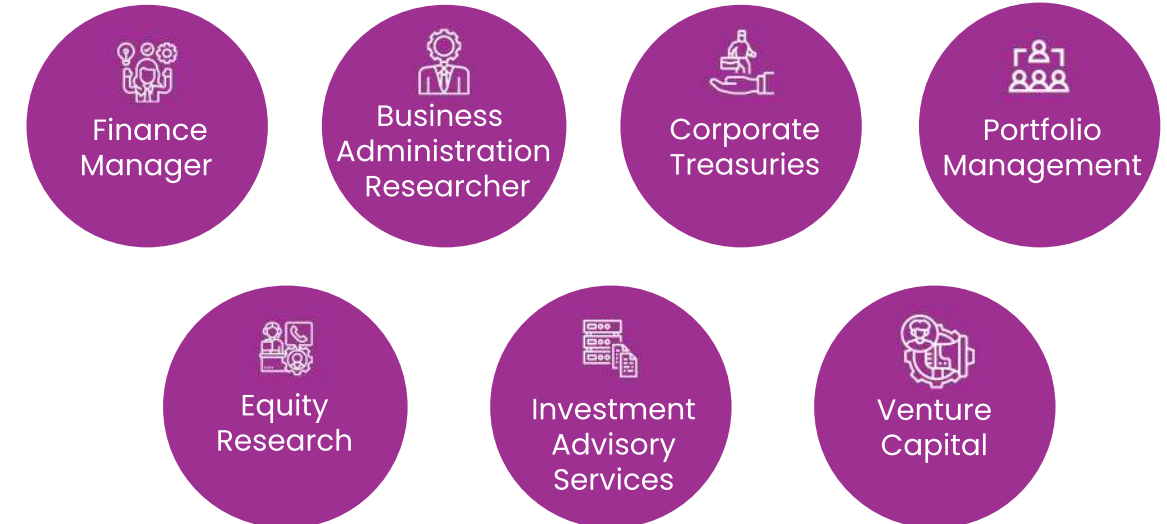 Finance
Manager
Business
Administration
Researcher
Corporate
Treasuries
Portfolio
Management
Equity
Research
Investment
Advisory
Services
Venture
Capital